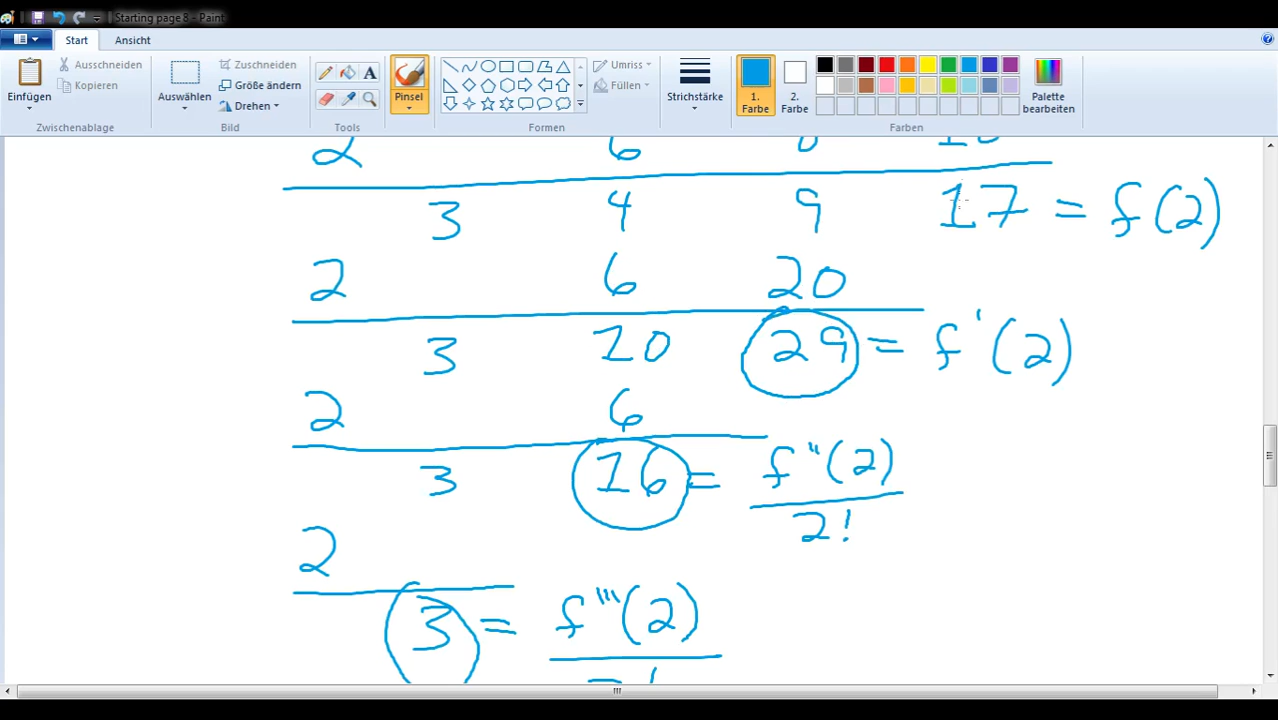 Starting page 8 - Paint
Start Ansicht
Einfügen
Ausschneiden
Kopieren
Zwischenablage
Auswählen
Zuschneiden
Größe ändern
Drehen
Bild
A
Tools
Pinsel
Umriss
Füllen
Formen
Strichstärke
1. Farbe
2. Farbe
Farben
Palette bearbeiten
2 6
3 4 9 17 = f(2)
2 6 20
3 10 29 = f'(2)
2 6
3 16 = f''(2)
2!
2
3 = f'''(2)